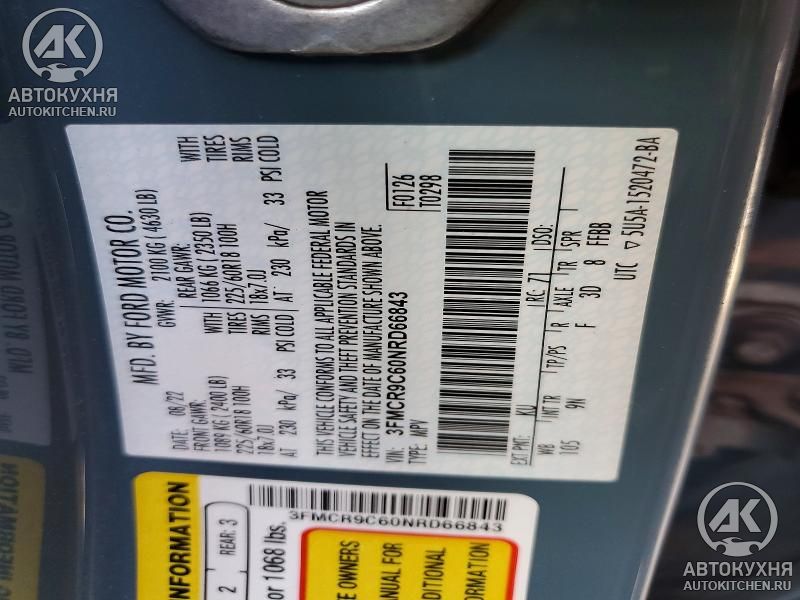 АВТОКУХНЯ
AUTOKITCHEN.RU
MFD. BY FORD MOTOR CO.
DATE: 08/22 GVWR: 2100 KG ( 4630 LB)
FRONT GAWR: REAR GAWR: WITH
1089 KG ( 2400 LB) 1066 KG ( 2350 LB) TIRES
225/60R18 100H WITH TIRES 225/60R18 100H RIMS
18x7.0J RIMS 18x7.0J
AT 230 kPa/ 33 PSI COLD AT 230 kPa/ 33 PSI COLD
THIS VEHICLE CONFORMS TO ALL APPLICABLE FEDERAL MOTOR
VEHICLE SAFETY AND THEFT PREVENTION STANDARDS IN
EFFECT ON THE DATE OF MANUFACTURE SHOWN ABOVE.
VIN: 3FMCR9C60NRD66843
TYPE: MPV
F0126
T0298
EXT PNT: KU RC: 71 DSO:
WB INT TR TP/PS R AXLE TR SPR
105 9N F 3D 8 FFBB
UTC ▽ 5U5A-1520472-BA
INFORMATION
2 REAR: 3
or 1068 lbs.
3FMCR9C60NRD66843
OWNERS
MANUAL FOR
DITIONAL
ORMATION
АВТОКУХНЯ
AUTOKITCHEN.RU